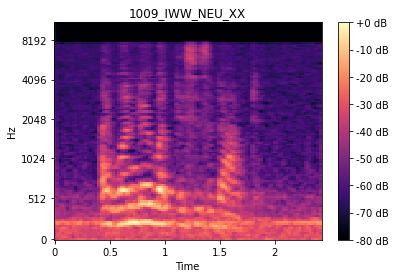 1009_IWW_NEU_XX
+0 dB
8192
-10 dB
4096
-20 dB
-30 dB
2048
Hz
-40 dB
1024
-50 dB
512
-60 dB
-70 dB
0
-80 dB
0 0.5 1 1.5 2
Time